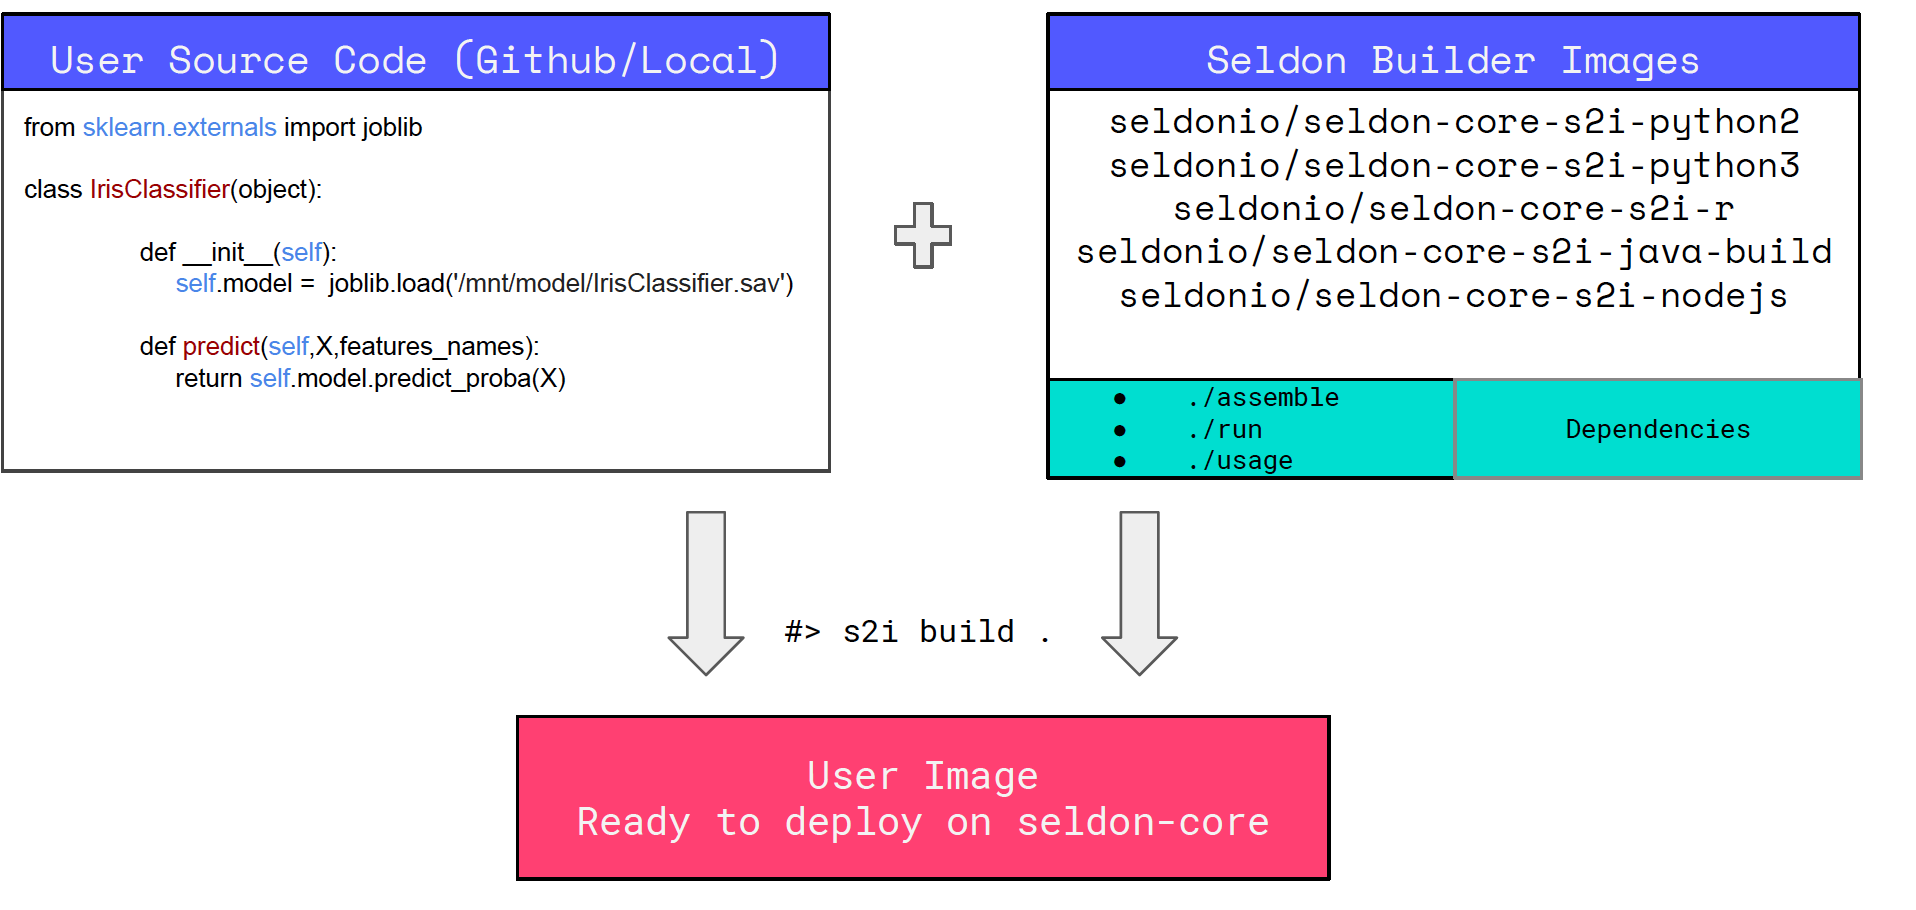 User Source Code (Github/Local)
from sklearn.externals import joblib
class IrisClassifier(object):
def __init__(self):
self.model =  joblib.load('/mnt/model/IrisClassifier.sav')
def predict(self,X,features_names):
return self.model.predict_proba(X)
Seldon Builder Images
seldonio/seldon-core-s2i-python2
seldonio/seldon-core-s2i-python3
seldonio/seldon-core-s2i-r
seldonio/seldon-core-s2i-java-build
seldonio/seldon-core-s2i-nodejs
● ./assemble
● ./run
● ./usage
Dependencies
#> s2i build .
User Image
Ready to deploy on seldon-core